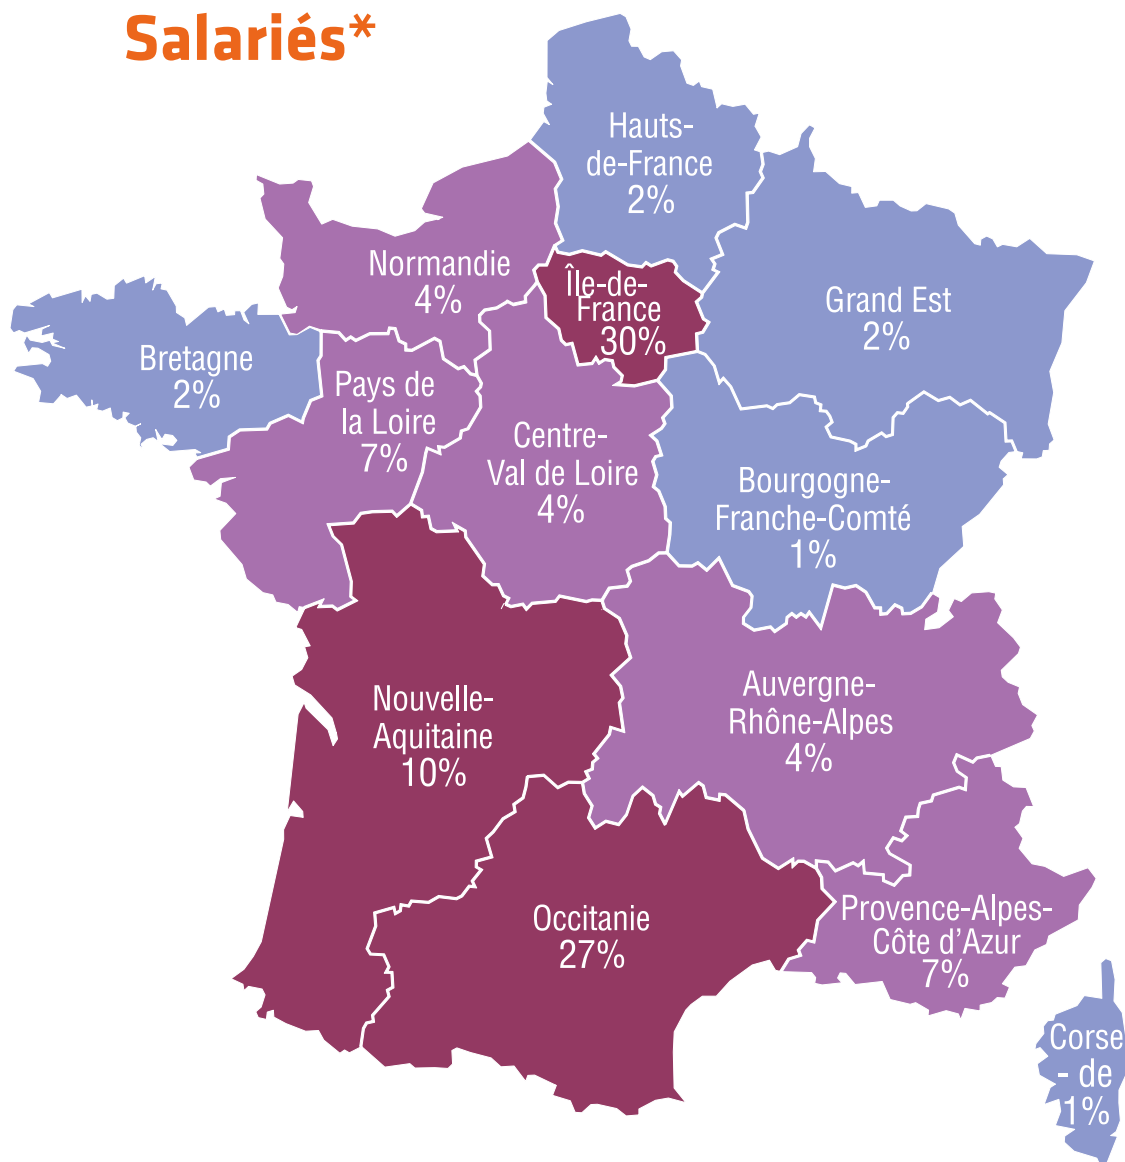 Salariés*
Hauts-
de-France
2%
Normandie
4%
Île-de-
France
30%
Grand Est
2%
Bretagne
2%
Pays de
la Loire
7%
Centre-
Val de Loire
4%
Bourgogne-
Franche-Comté
1%
Nouvelle-
Aquitaine
10%
Auvergne-
Rhône-Alpes
4%
Occitanie
27%
Provence-Alpes-
Côte d'Azur
7%
Corse
- de
1%